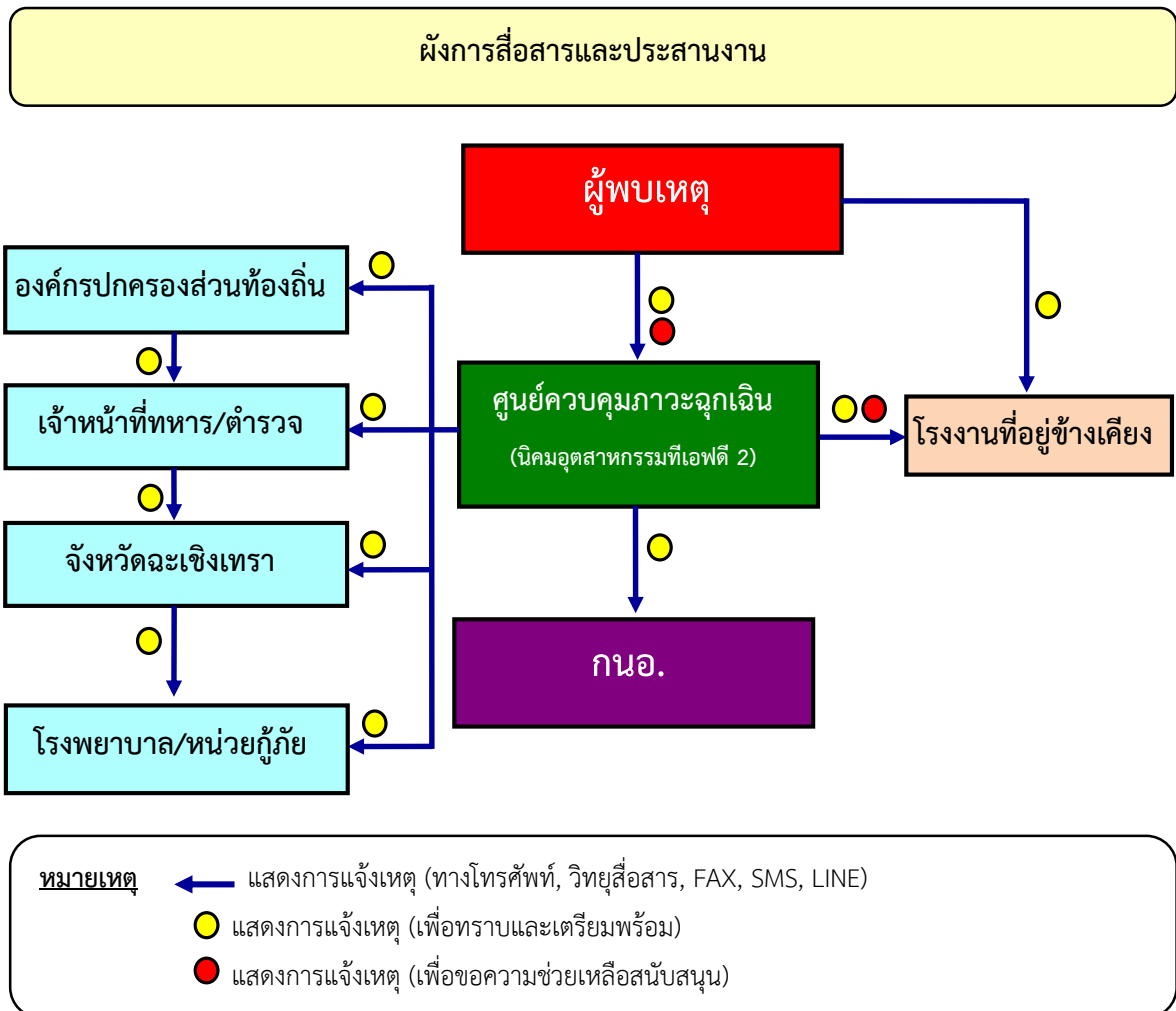 ผังการสื่อสารและประสานงาน
ผู้พบเหตุ
องค์กรปกครองส่วนท้องถิ่น
เจ้าหน้าที่ทหาร/ตำรวจ
จังหวัดฉะเชิงเทรา
โรงพยาบาล/หน่วยกู้ภัย
ศูนย์ควบคุมภาวะฉุกเฉิน
(นิคมอุตสาหกรรมทีเอฟดี 2)
โรงงานที่อยู่ข้างเคียง
กนอ.
หมายเหตุ แสดงการแจ้งเหตุ (ทางโทรศัพท์, วิทยุสื่อสาร, FAX, SMS, LINE)
แสดงการแจ้งเหตุ (เพื่อทราบและเตรียมพร้อม)
แสดงการแจ้งเหตุ (เพื่อขอความช่วยเหลือสนับสนุน)